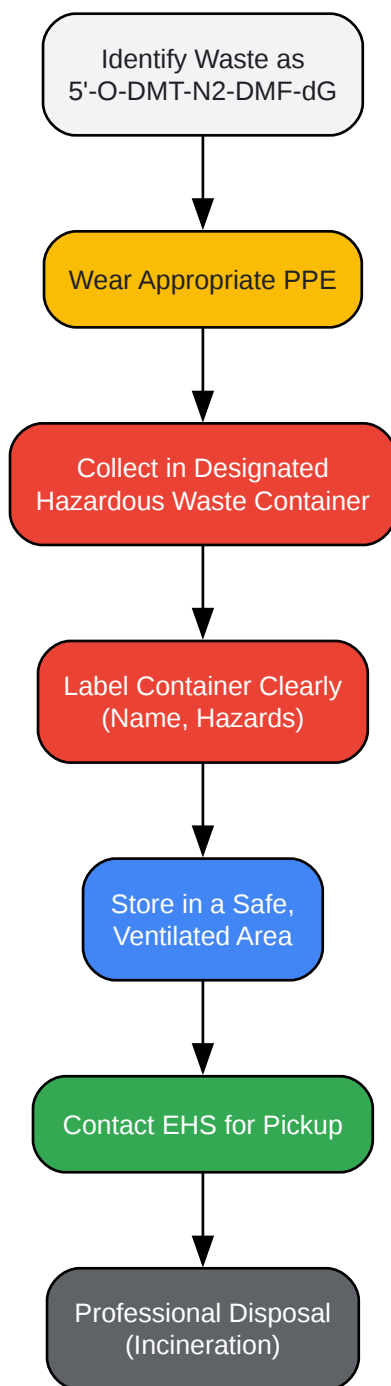 Identify Waste as
5'-O-DMT-N2-DMF-dG
Wear Appropriate PPE
Collect in Designated
Hazardous Waste Container
Label Container Clearly
(Name, Hazards)
Store in a Safe,
Ventilated Area
Contact EHS for Pickup
Professional Disposal
(Incineration)